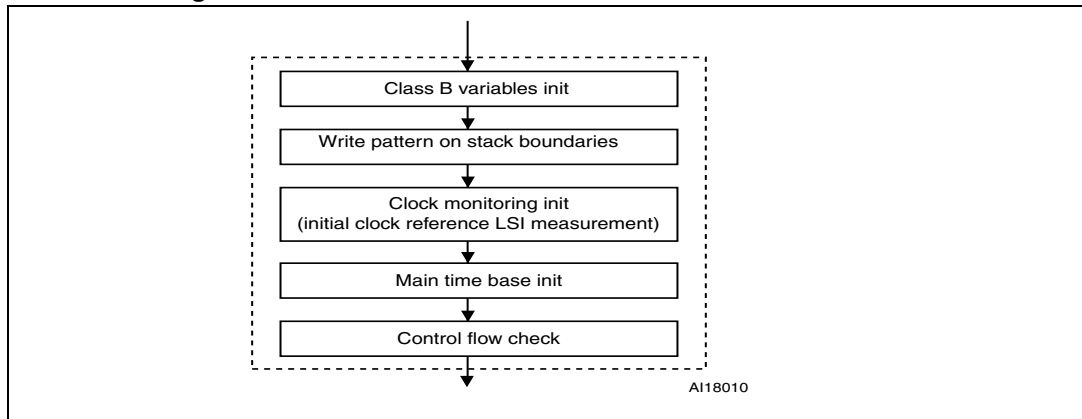 Class B variables init
Write pattern on stack boundaries
Clock monitoring init
(initial clock reference LSI measurement)
Main time base init
Control flow check
AI18010